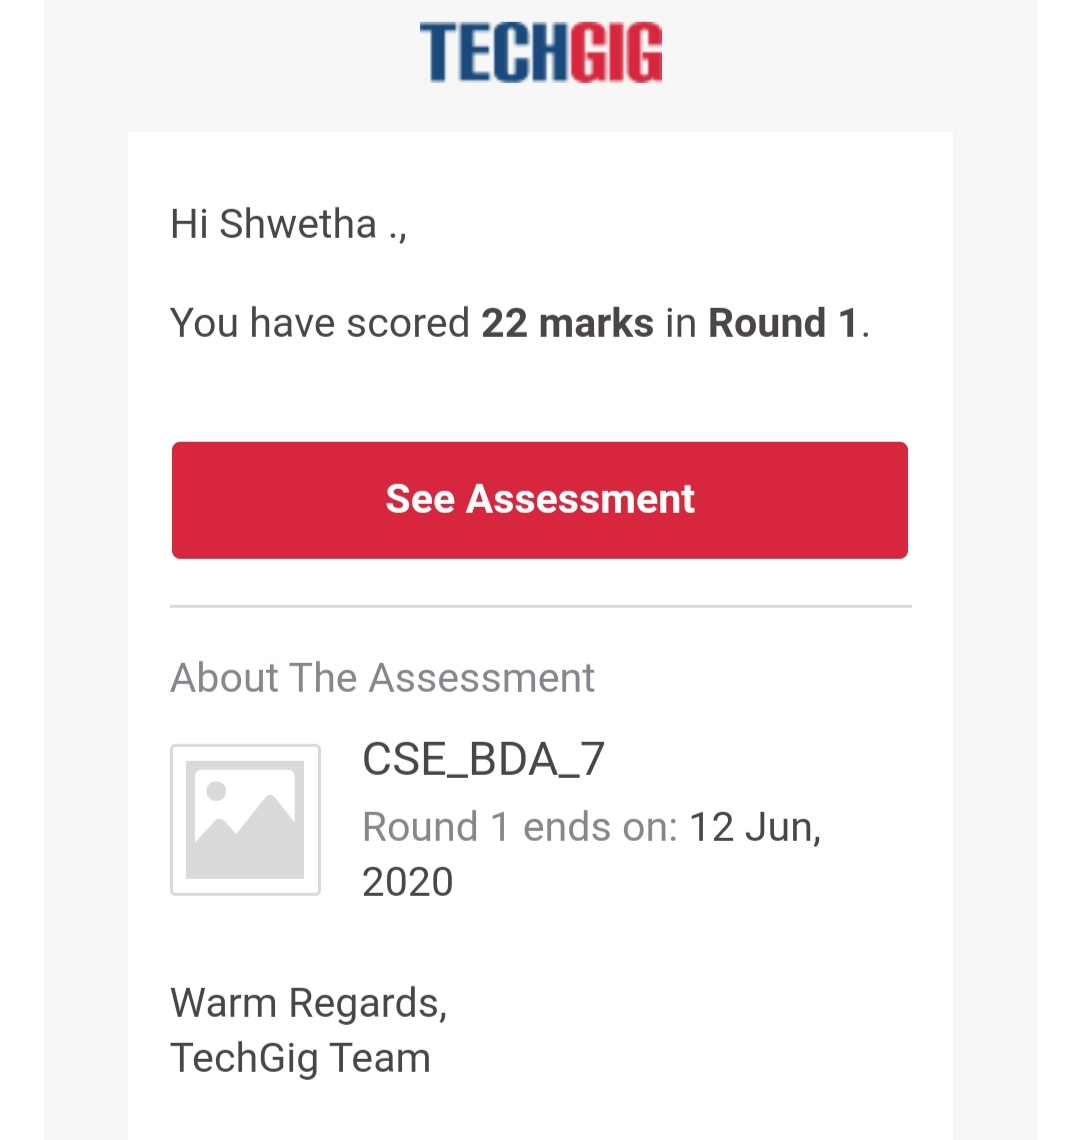 TECHGIG
Hi Shwetha .,
You have scored 22 marks in Round 1.
See Assessment
About The Assessment
CSE_BDA_7
Round 1 ends on: 12 Jun,
2020
Warm Regards,
TechGig Team